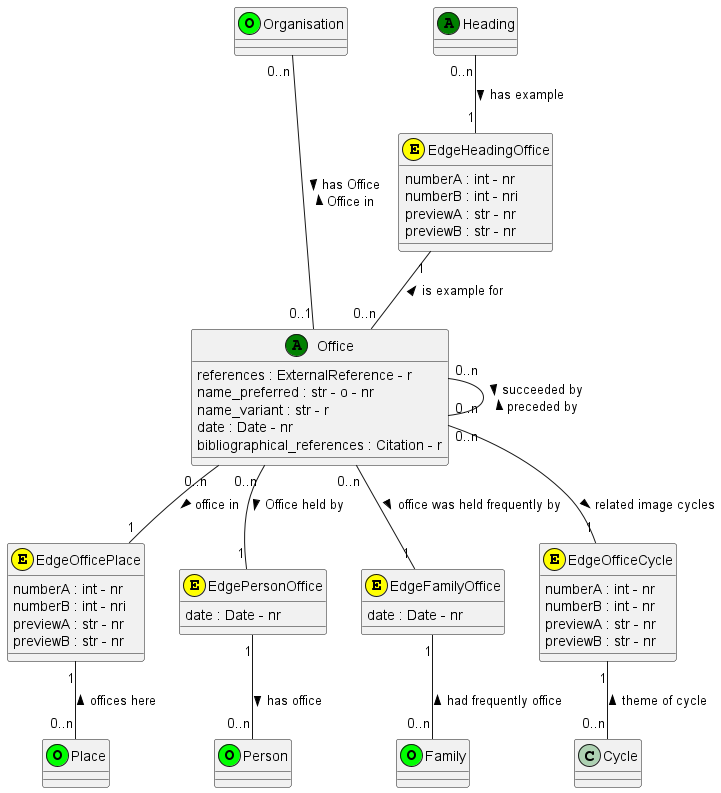 O Organisation
A Heading
0..n
0..n
has example
1
E EdgeHeadingOffice
numberA : int - nr
numberB : int - nri
previewA : str - nr
previewB : str - nr
has Office
Office in
1
is example for
0..1
0..n
A Office
references : ExternalReference - r
name_preferred : str - o - nr
name_variant : str - r
date : Date - nr
bibliographical_references : Citation - r
0..n
succeeded by
preceded by
0..n
0..n
0..n
0..n
0..n
office in
Office held by
office was held frequently by
related image cycles
1
1
1
1
E EdgeOfficePlace
numberA : int - nr
numberB : int - nri
previewA : str - nr
previewB : str - nr
E EdgePersonOffice
date : Date - nr
E EdgeFamilyOffice
date : Date - nr
E EdgeOfficeCycle
numberA : int - nr
numberB : int - nr
previewA : str - nr
previewB : str - nr
1
1
1
1
offices here
has office
had frequently office
theme of cycle
0..n
0..n
0..n
0..n
O Place
O Person
O Family
C Cycle